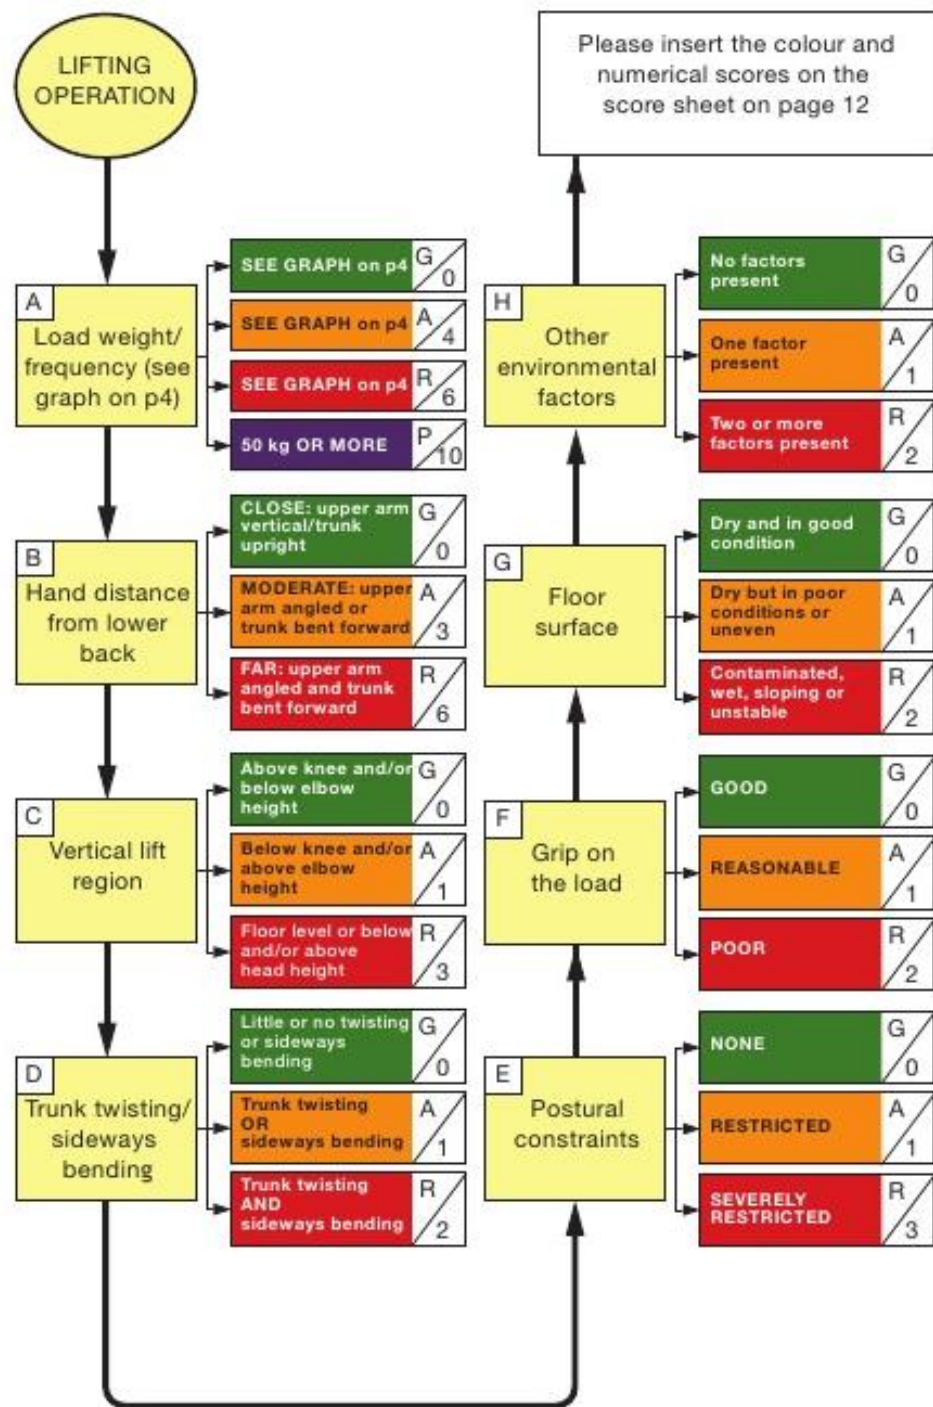 LIFTING
OPERATION
A
Load weight/
frequency (see
graph on p4)
SEE GRAPH on p4
G
0
SEE GRAPH on p4
A
4
SEE GRAPH on p4
R
6
50 kg OR MORE
P
10
B
Hand distance
from lower
back
CLOSE: upper arm
vertical/trunk
upright
G
0
MODERATE: upper
arm angled or
trunk bent forward
A
3
FAR: upper arm
angled and trunk
bent forward
R
6
C
Vertical lift
region
Above knee and/or
below elbow
height
G
0
Below knee and/or
above elbow
height
A
1
Floor level or below
and/or above
head height
R
3
D
Trunk twisting/
sideways
bending
Little or no twisting
or sideways
bending
G
0
Trunk twisting
OR
sideways bending
A
1
Trunk twisting
AND
sideways bending
R
2
E
Postural
constraints
NONE
G
0
RESTRICTED
A
1
SEVERELY
RESTRICTED
R
3
F
Grip on
the load
GOOD
G
0
REASONABLE
A
1
POOR
R
2
G
Floor
surface
Dry and in good
condition
G
0
Dry but in poor
conditions or
uneven
A
1
Contaminated,
wet, sloping or
unstable
R
2
H
Other
environmental
factors
No factors
present
G
0
One factor
present
A
1
Two or more
factors present
R
2
Please insert the colour and
numerical scores on the
score sheet on page 12